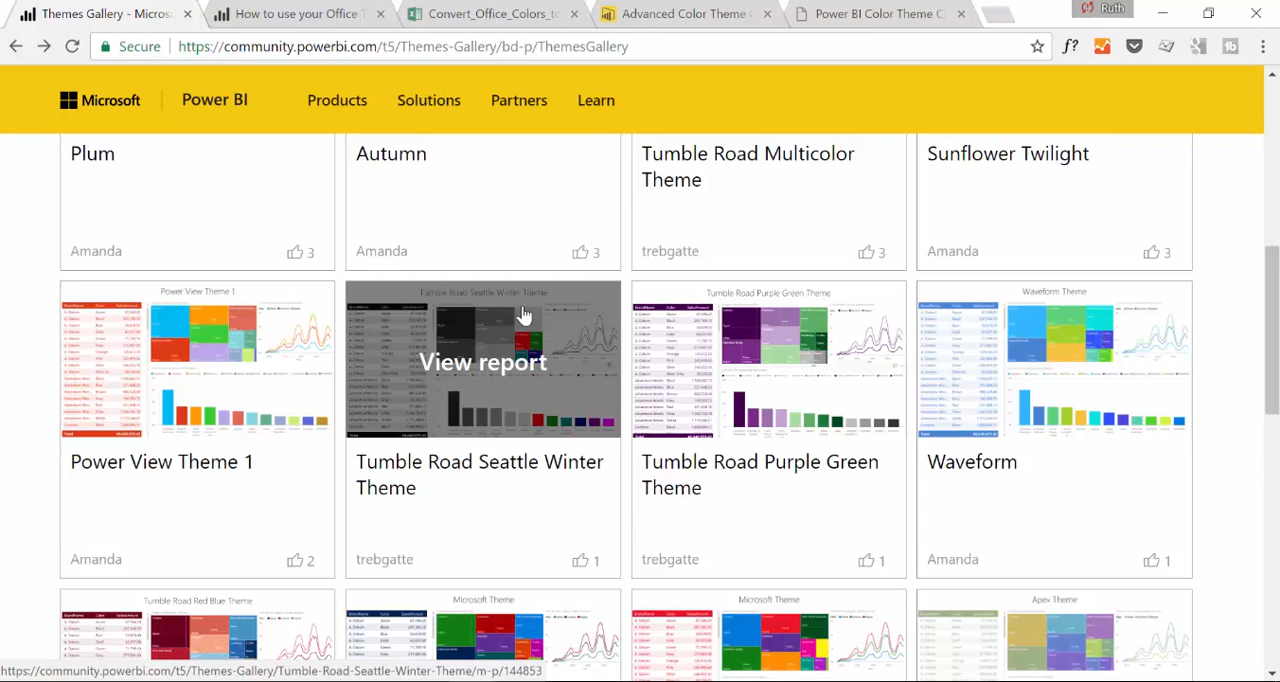 Themes Gallery - Micros
How to use your Office T
Convert_Office_Colors_to
Advanced Color Theme
Power BI Color Theme C
Ruth
Secure
https://community.powerbi.com/t5/Themes-Gallery/bd-p/ThemesGallery
f?
Microsoft
Power BI
Products
Solutions
Partners
Learn
Plum
Autumn
Tumble Road Multicolor
Theme
Sunflower Twilight
Amanda
3
Amanda
3
trebgatte
3
Amanda
3
Power View Theme 1
Tumble Road Seattle Winter Theme
Tumble Road Purple Green Theme
Waveform Theme
View report
Power View Theme 1
Tumble Road Seattle Winter
Theme
Tumble Road Purple Green
Theme
Waveform
Amanda
2
trebgatte
1
trebgatte
1
Amanda
1
Tumble Road Red Blue Theme
Microsoft Theme
Microsoft Theme
Apex Theme
https://community.powerbi.com/t5/Themes-Gallery/Tumble-Road-Seattle-Winter-Theme/m-p/144853